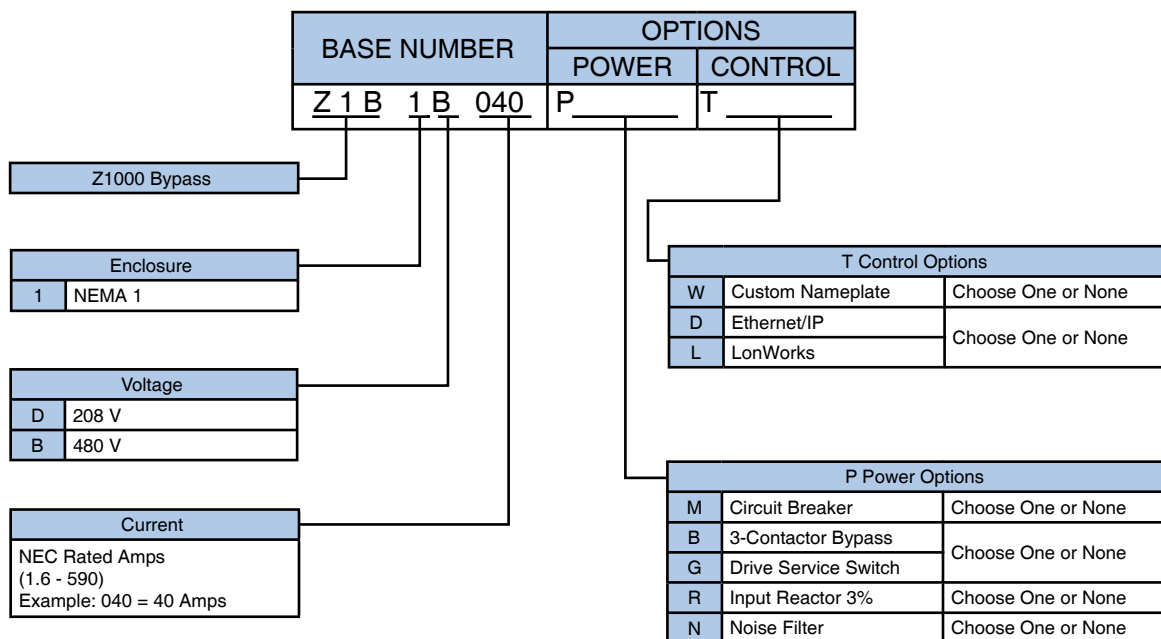 BASE NUMBER
OPTIONS
POWER
CONTROL
Z 1 B 1 B 040
P
T
Z1000 Bypass
Enclosure
1 NEMA 1
Voltage
D 208 V
B 480 V
Current
NEC Rated Amps
(1.6 - 590)
Example: 040 = 40 Amps
T Control Options
W Custom Nameplate Choose One or None
D Ethernet/IP
Choose One or None
L LonWorks
P Power Options
M Circuit Breaker Choose One or None
B 3-Contactor Bypass
Choose One or None
G Drive Service Switch
R Input Reactor 3% Choose One or None
N Noise Filter Choose One or None